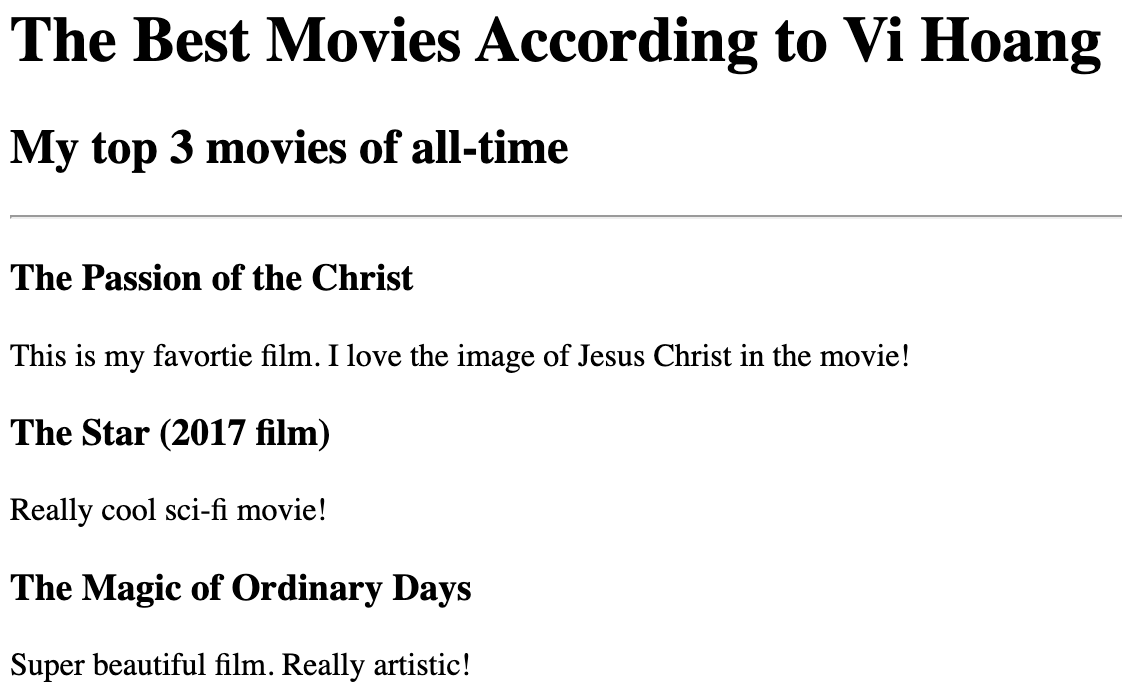 The Best Movies According to Vi Hoang
My top 3 movies of all-time
The Passion of the Christ
This is my favortie film. I love the image of Jesus Christ in the movie!
The Star (2017 film)
Really cool sci-fi movie!
The Magic of Ordinary Days
Super beautiful film. Really artistic!